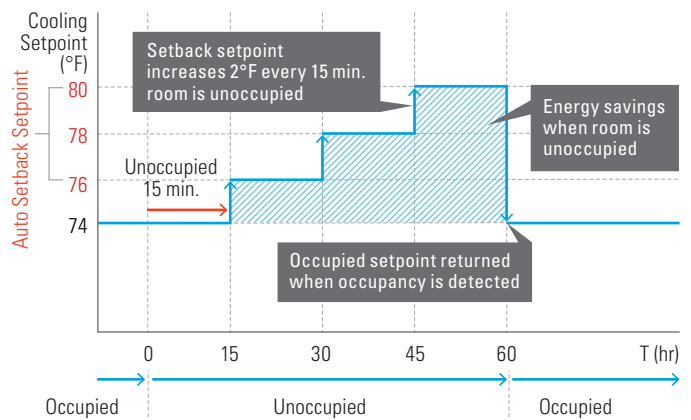 Cooling
Setpoint
(°F)
Auto Setback Setpoint
80
78
76
74
Setback setpoint
increases 2°F every 15 min.
room is unoccupied
Energy savings
when room is
unoccupied
Unoccupied
15 min.
Occupied setpoint returned
when occupancy is detected
0 15 30 45 60 T (hr)
Occupied Unoccupied Occupied